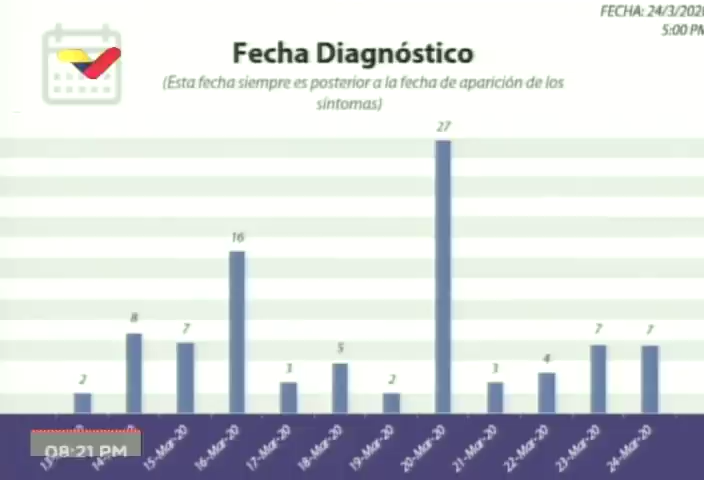 FECHA: 24/3/202
5:00 PM
Fecha Diagnóstico
(Esta fecha siempre es posterior a la fecha de aparición de los
síntomas)
27
16
8
7
3
5
2
2
3
4
7
7
15-Mar-20
16-Mar-20
17-Mar-20
18-Mar-20
19-Mar-20
20-Mar-20
21-Mar-20
22-Mar-20
23-Mar-20
24-Mar-20
08:21 PM